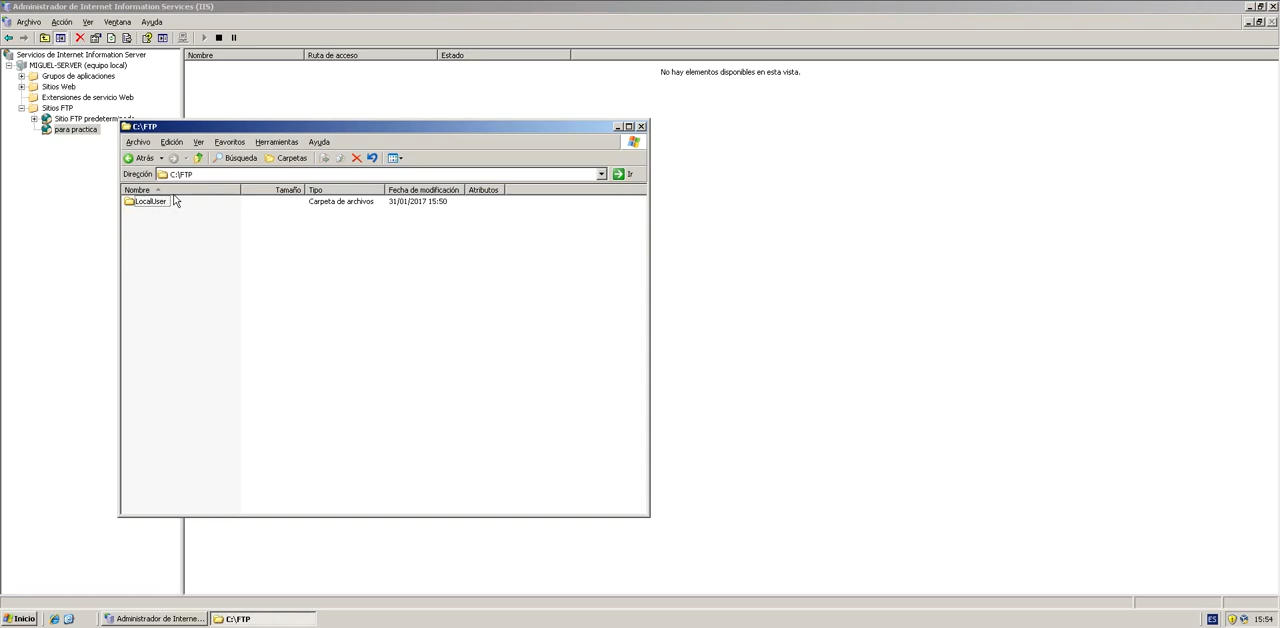 Administrador de Internet Information Services (IIS)
Archivo Acción Ver Ventana Ayuda
Servicios de Internet Information Server
MIGUEL-SERVER (equipo local)
Grupos de aplicaciones
Sitios Web
Extensiones de servicio Web
Sitios FTP
Sitio FTP
para practica
Nombre Ruta de acceso Estado
No hay elementos disponibles en esta vista.
C:\FTP
Archivo Edición Ver Favoritos Herramientas Ayuda
Atrás Búsqueda Carpetas
Dirección C:\FTP Ir
Nombre Tamaño Tipo Fecha de modificación Atributos
LocalUser Carpeta de archivos 31/01/2017 15:50
Inicio Administrador de Interne... C:\FTP ES 15:54